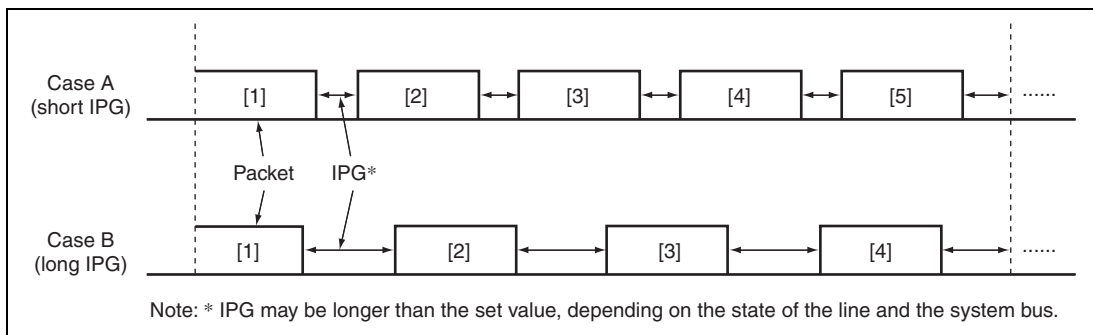 Case A
(short IPG)
[1] [2] [3] [4] [5] ......
Packet IPG*
Case B
(long IPG)
[1] [2] [3] [4] ......
Note: * IPG may be longer than the set value, depending on the state of the line and the system bus.